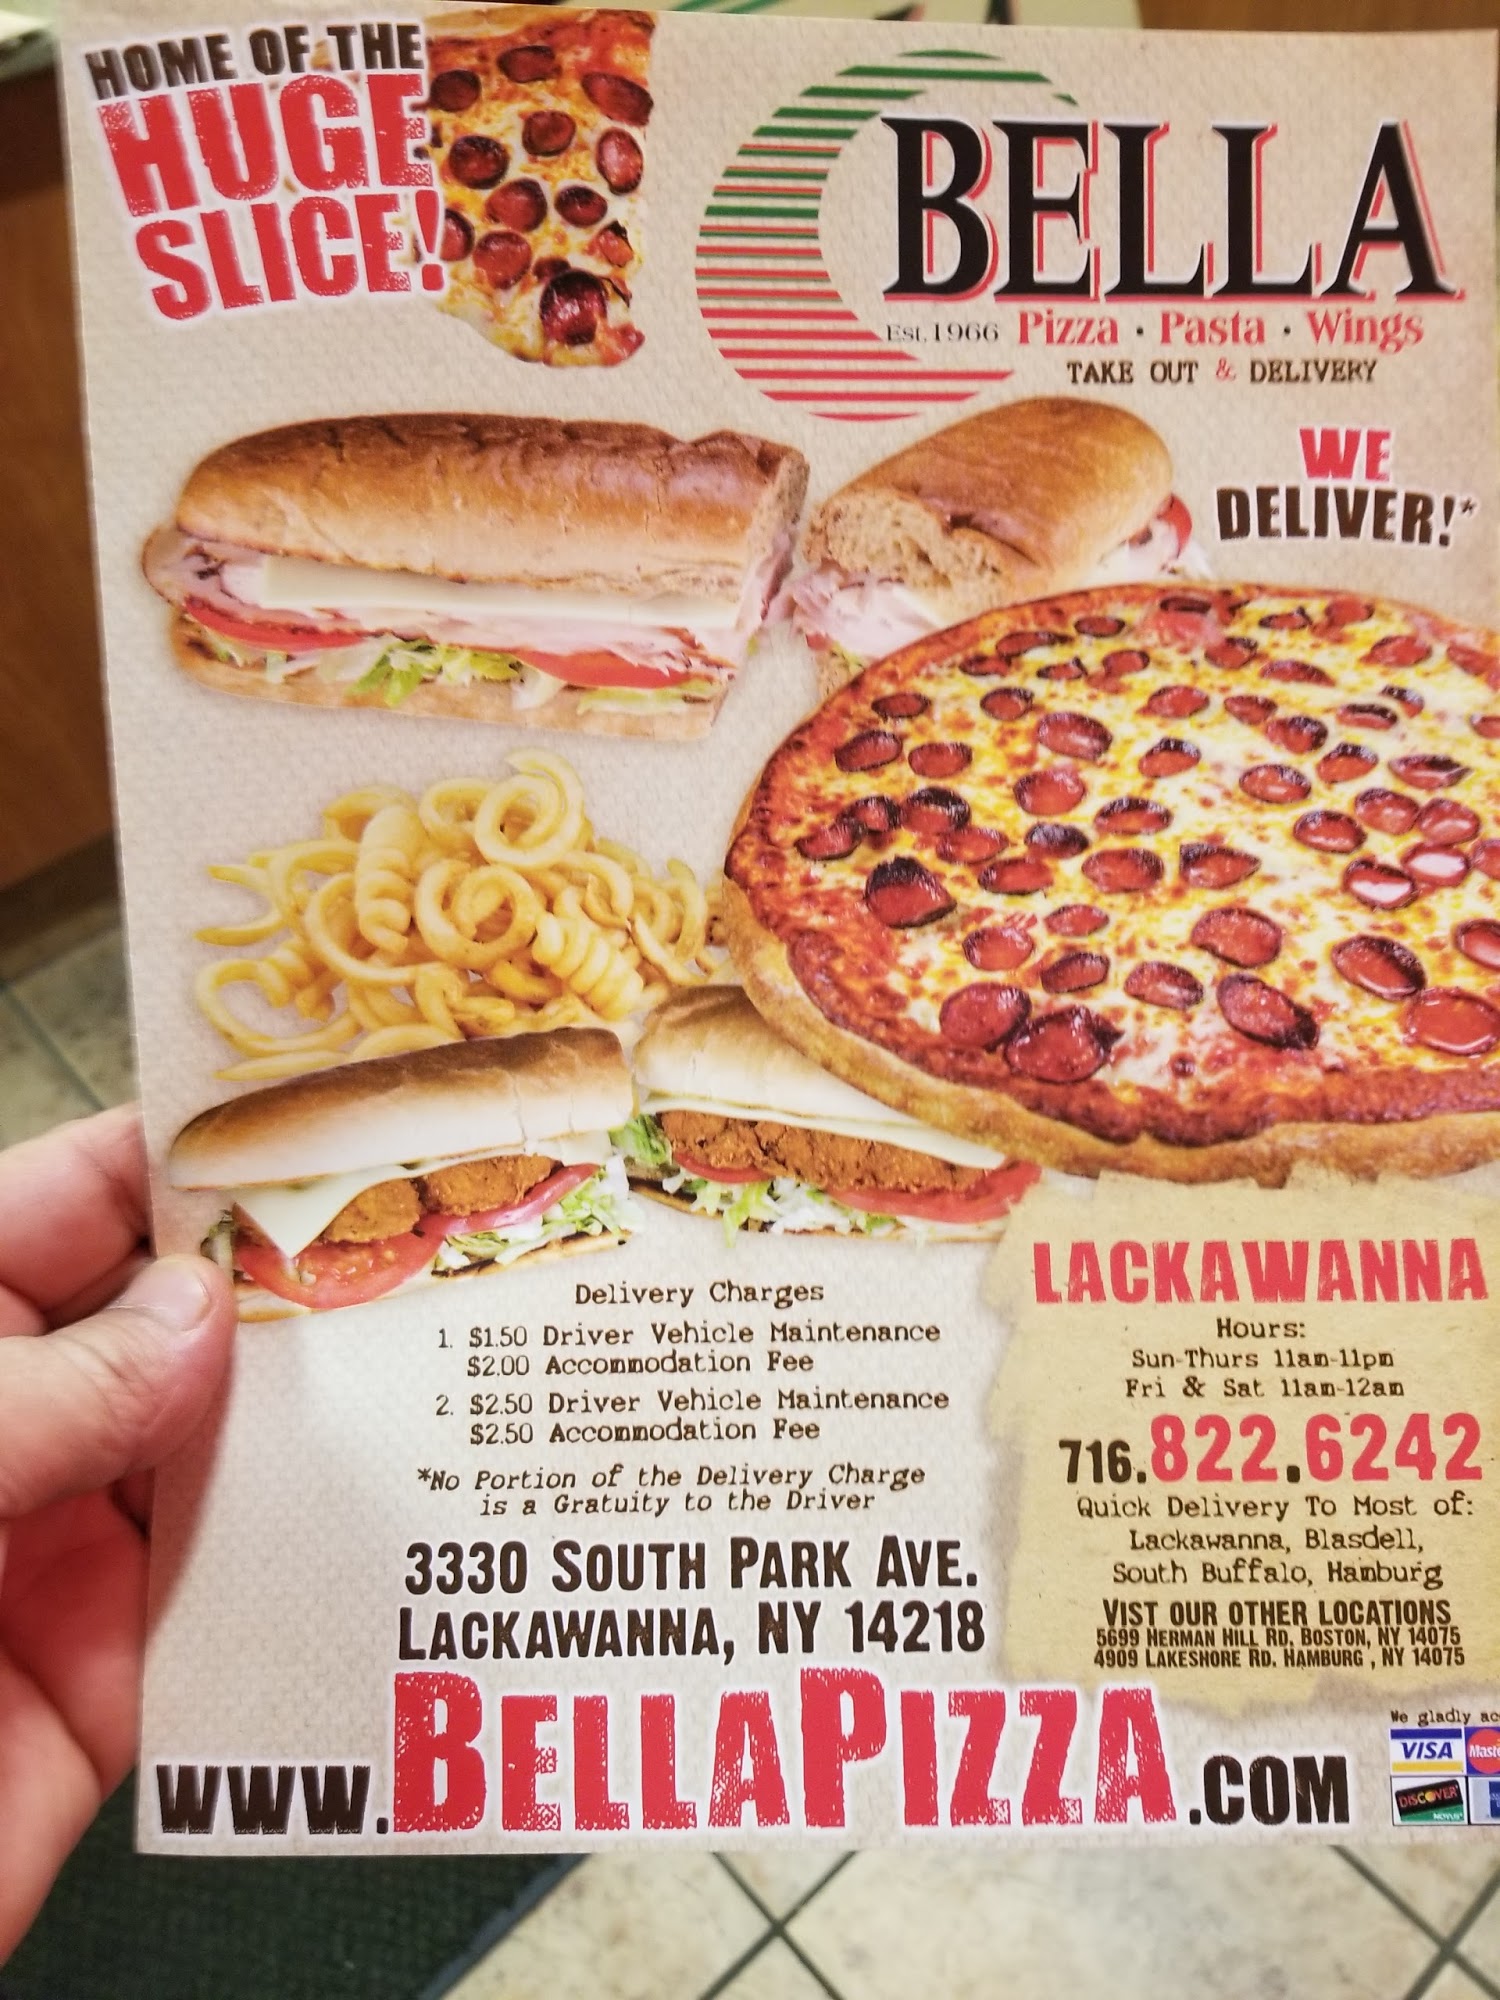 HOME OF THE
HUGE
SLICE!
BELLA
Est. 1966 Pizza · Pasta · Wings
TAKE OUT & DELIVERY
WE
DELIVER!*
Delivery Charges
1. $1.50 Driver Vehicle Maintenance
$2.00 Accommodation Fee
2. $2.50 Driver Vehicle Maintenance
$2.50 Accommodation Fee
*No Portion of the Delivery Charge
is a Gratuity to the Driver
3330 SOUTH PARK AVE.
LACKAWANNA, NY 14218
LACKAWANNA
Hours:
Sun-Thurs 11am-11pm
Fri & Sat 11am-12am
716.822.6242
Quick Delivery To Most of:
Lackawanna, Blasdell,
South Buffalo, Hamburg
VIST OUR OTHER LOCATIONS
5699 HERMAN HILL RD. BOSTON, NY 14075
4909 LAKESHORE RD. HAMBURG , NY 14075
WWW.BELLAPIZZA.COM
We gladly
VISA
DISCOVER
NOVUS